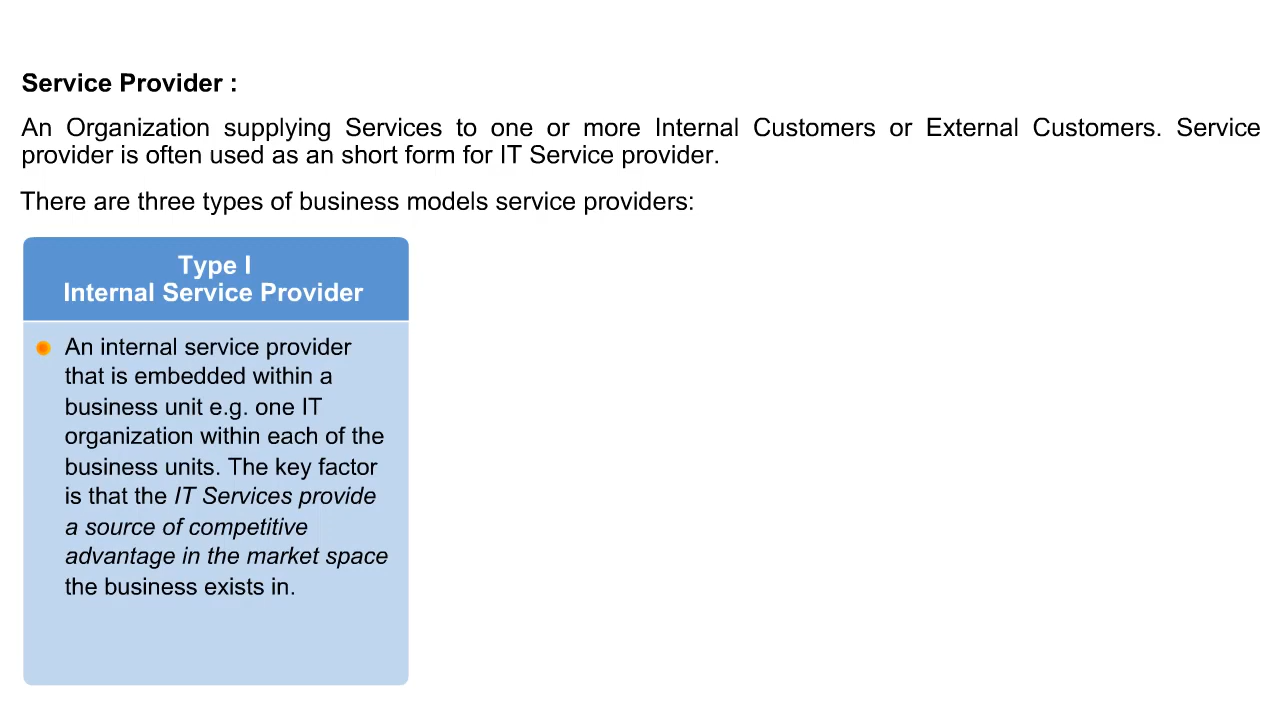 Service Provider :
An Organization supplying Services to one or more Internal Customers or External Customers. Service
provider is often used as an short form for IT Service provider.
There are three types of business models service providers:
Type I
Internal Service Provider
An internal service provider
that is embedded within a
business unit e.g. one IT
organization within each of the
business units. The key factor
is that the IT Services provide
a source of competitive
advantage in the market space
the business exists in.